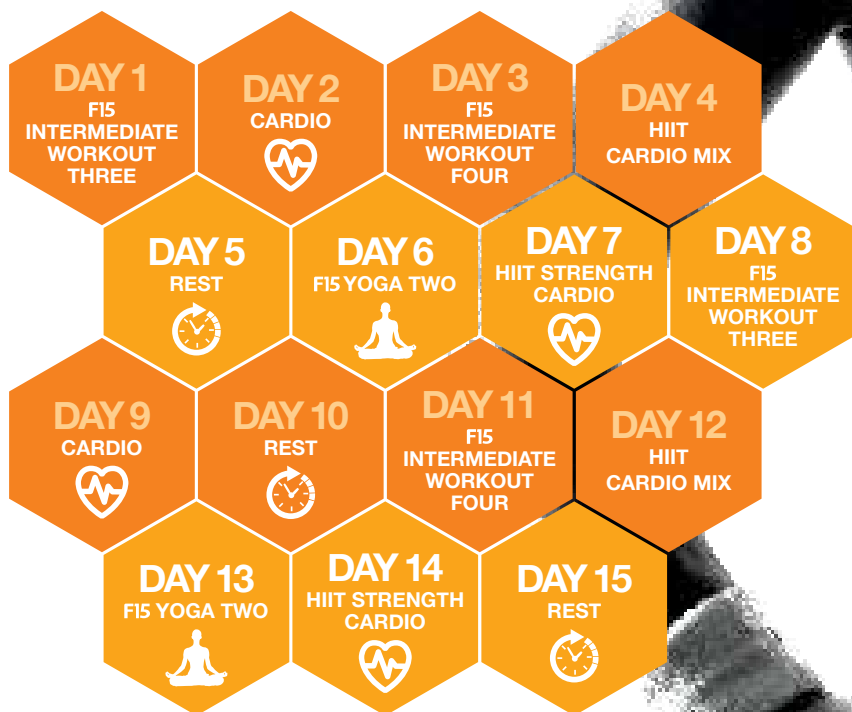 DAY 1
F15
INTERMEDIATE
WORKOUT
THREE
DAY 2
CARDIO
DAY 3
F15
INTERMEDIATE
WORKOUT
FOUR
DAY 4
HIIT
CARDIO MIX
DAY 5
REST
DAY 6
F15 YOGA TWO
DAY 7
HIIT STRENGTH
CARDIO
DAY 8
F15
INTERMEDIATE
WORKOUT
THREE
DAY 9
CARDIO
DAY 10
REST
DAY 11
F15
INTERMEDIATE
WORKOUT
FOUR
DAY 12
HIIT
CARDIO MIX
DAY 13
F15 YOGA TWO
DAY 14
HIIT STRENGTH
CARDIO
DAY 15
REST